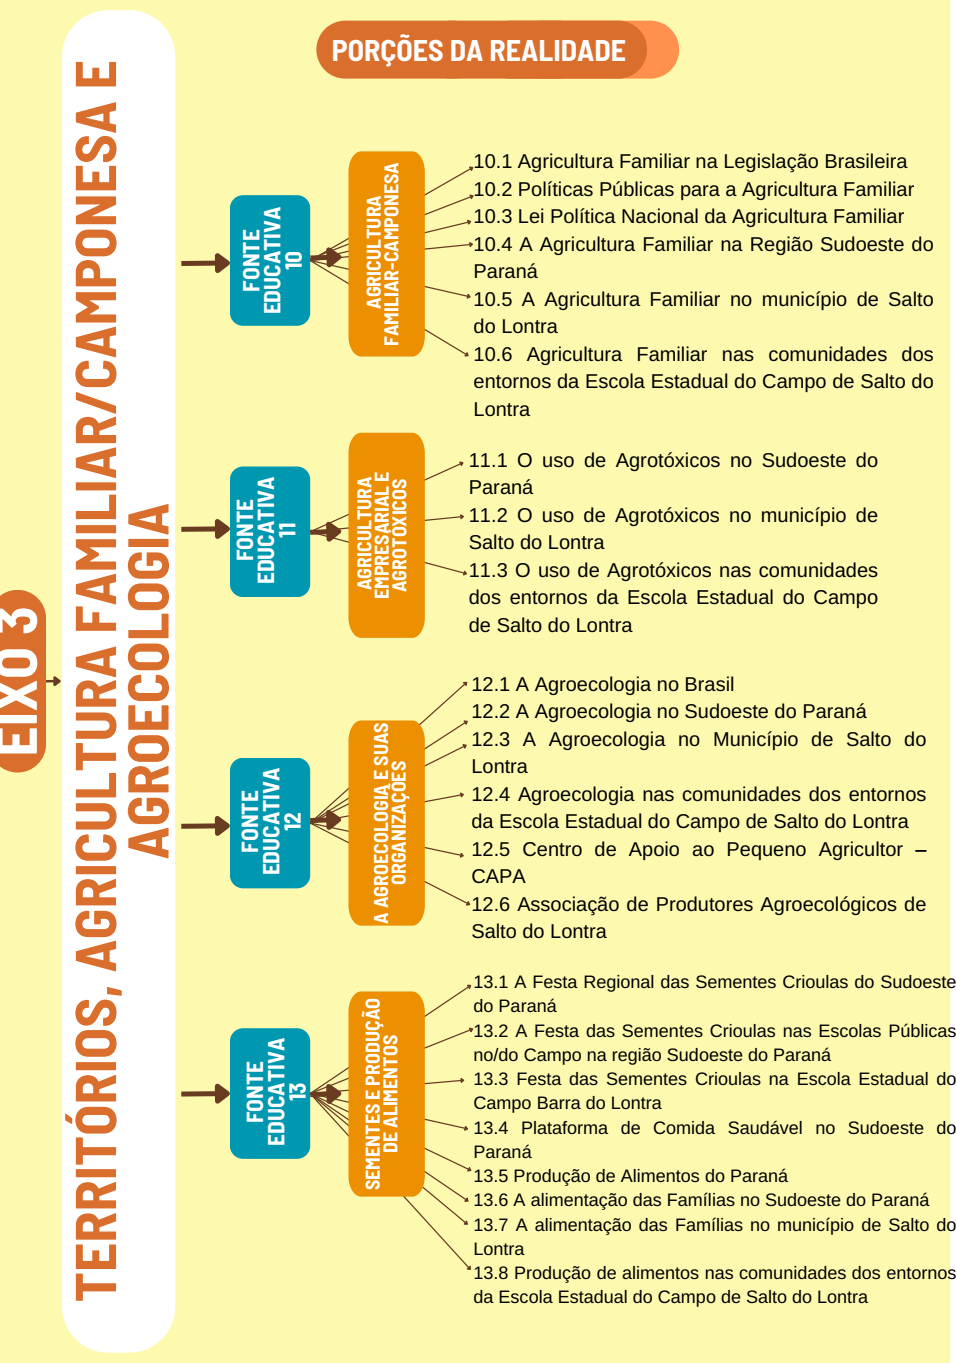 PORÇÕES DA REALIDADE
EIXO 3
TERRITÓRIOS, AGRICULTURA FAMILIAR/CAMPONESA E
AGROECOLOGIA
FONTE
EDUCATIVA
10
AGRICULTURA
FAMILIAR-CAMPONESA
10.1 Agricultura Familiar na Legislação Brasileira
10.2 Políticas Públicas para a Agricultura Familiar
10.3 Lei Política Nacional da Agricultura Familiar
10.4 A Agricultura Familiar na Região Sudoeste do
Paraná
10.5 A Agricultura Familiar no município de Salto
do Lontra
10.6 Agricultura Familiar nas comunidades dos
entornos da Escola Estadual do Campo de Salto do
Lontra
FONTE
EDUCATIVA
11
AGRICULTURA
EMPRESARIAL E
AGROTÓXICOS
11.1 O uso de Agrotóxicos no Sudoeste do
Paraná
11.2 O uso de Agrotóxicos no município de
Salto do Lontra
11.3 O uso de Agrotóxicos nas comunidades
dos entornos da Escola Estadual do Campo
de Salto do Lontra
FONTE
EDUCATIVA
12
A AGROECOLOGIA E SUAS
ORGANIZAÇÕES
12.1 A Agroecologia no Brasil
12.2 A Agroecologia no Sudoeste do Paraná
12.3 A Agroecologia no Município de Salto do
Lontra
12.4 Agroecologia nas comunidades dos entornos
da Escola Estadual do Campo de Salto do Lontra
12.5 Centro de Apoio ao Pequeno Agricultor –
CAPA
12.6 Associação de Produtores Agroecológicos de
Salto do Lontra
FONTE
EDUCATIVA
13
SEMENTES E PRODUÇÃO
DE ALIMENTOS
13.1 A Festa Regional das Sementes Crioulas do Sudoeste
do Paraná
13.2 A Festa das Sementes Crioulas nas Escolas Públicas
no/do Campo na região Sudoeste do Paraná
13.3 Festa das Sementes Crioulas na Escola Estadual do
Campo Barra do Lontra
13.4 Plataforma de Comida Saudável no Sudoeste do
Paraná
13.5 Produção de Alimentos do Paraná
13.6 A alimentação das Famílias no Sudoeste do Paraná
13.7 A alimentação das Famílias no município de Salto do
Lontra
13.8 Produção de alimentos nas comunidades dos entornos
da Escola Estadual do Campo de Salto do Lontra